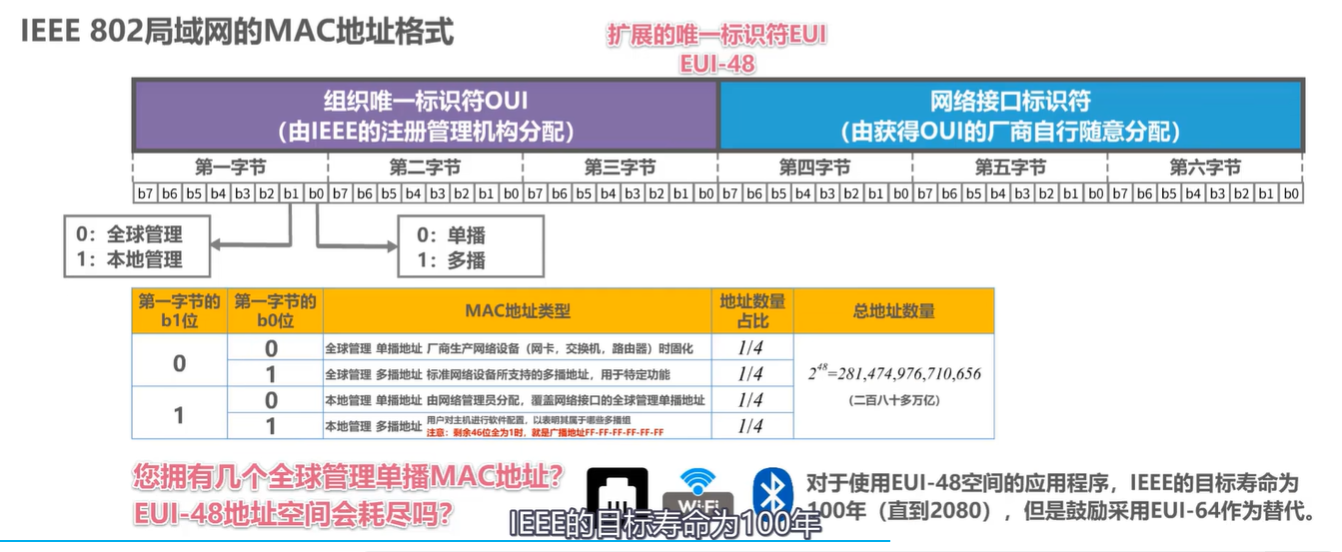 IEEE 802局域网的MAC地址格式
扩展的唯一标识符EUI
EUI-48
组织唯一标识符OUI
（由IEEE的注册管理机构分配）
网络接口标识符
（由获得OUI的厂商自行随意分配）
第一字节 第二字节 第三字节 第四字节 第五字节 第六字节
b7 b6 b5 b4 b3 b2 b1 b0 b7 b6 b5 b4 b3 b2 b1 b0 b7 b6 b5 b4 b3 b2 b1 b0 b7 b6 b5 b4 b3 b2 b1 b0 b7 b6 b5 b4 b3 b2 b1 b0 b7 b6 b5 b4 b3 b2 b1 b0
0：全球管理
1：本地管理
0：单播
1：多播
第一字节的
b1位
第一字节的
b0位
MAC地址类型
地址数量
占比
总地址数量
0
0 全球管理 单播地址 厂商生产网络设备（网卡，交换机，路由器）时固化 1/4
1 全球管理 多播地址 标准网络设备所支持的多播地址，用于特定功能 1/4
1
0 本地管理 单播地址 由网络管理员分配，覆盖网络接口的全球管理单播地址 1/4
1 本地管理 多播地址 用户对主机进行软件配置，以表明其属于哪些多播组 1/4
注意：剩余46位全为1时，就是广播地址FF-FF-FF-FF-FF-FF
2^48=281,474,976,710,656
（二百八十多万亿）
您拥有几个全球管理单播MAC地址？
EUI-48地址空间会耗尽吗？
Wi-Fi
对于使用EUI-48空间的应用程序，IEEE的目标寿命为
100年（直到2080），但是鼓励采用EUI-64作为替代。
IEEE的目标寿命为100年